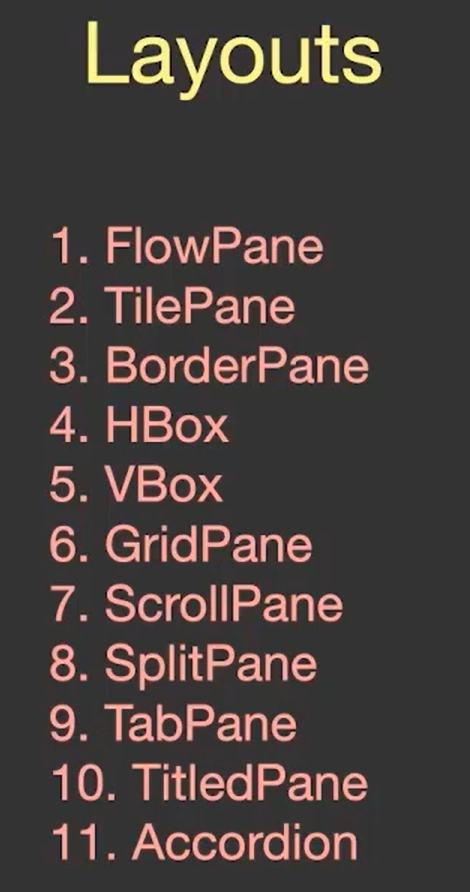 Layouts
1. FlowPane
2. TilePane
3. BorderPane
4. HBox
5. VBox
6. GridPane
7. ScrollPane
8. SplitPane
9. TabPane
10. TitledPane
11. Accordion